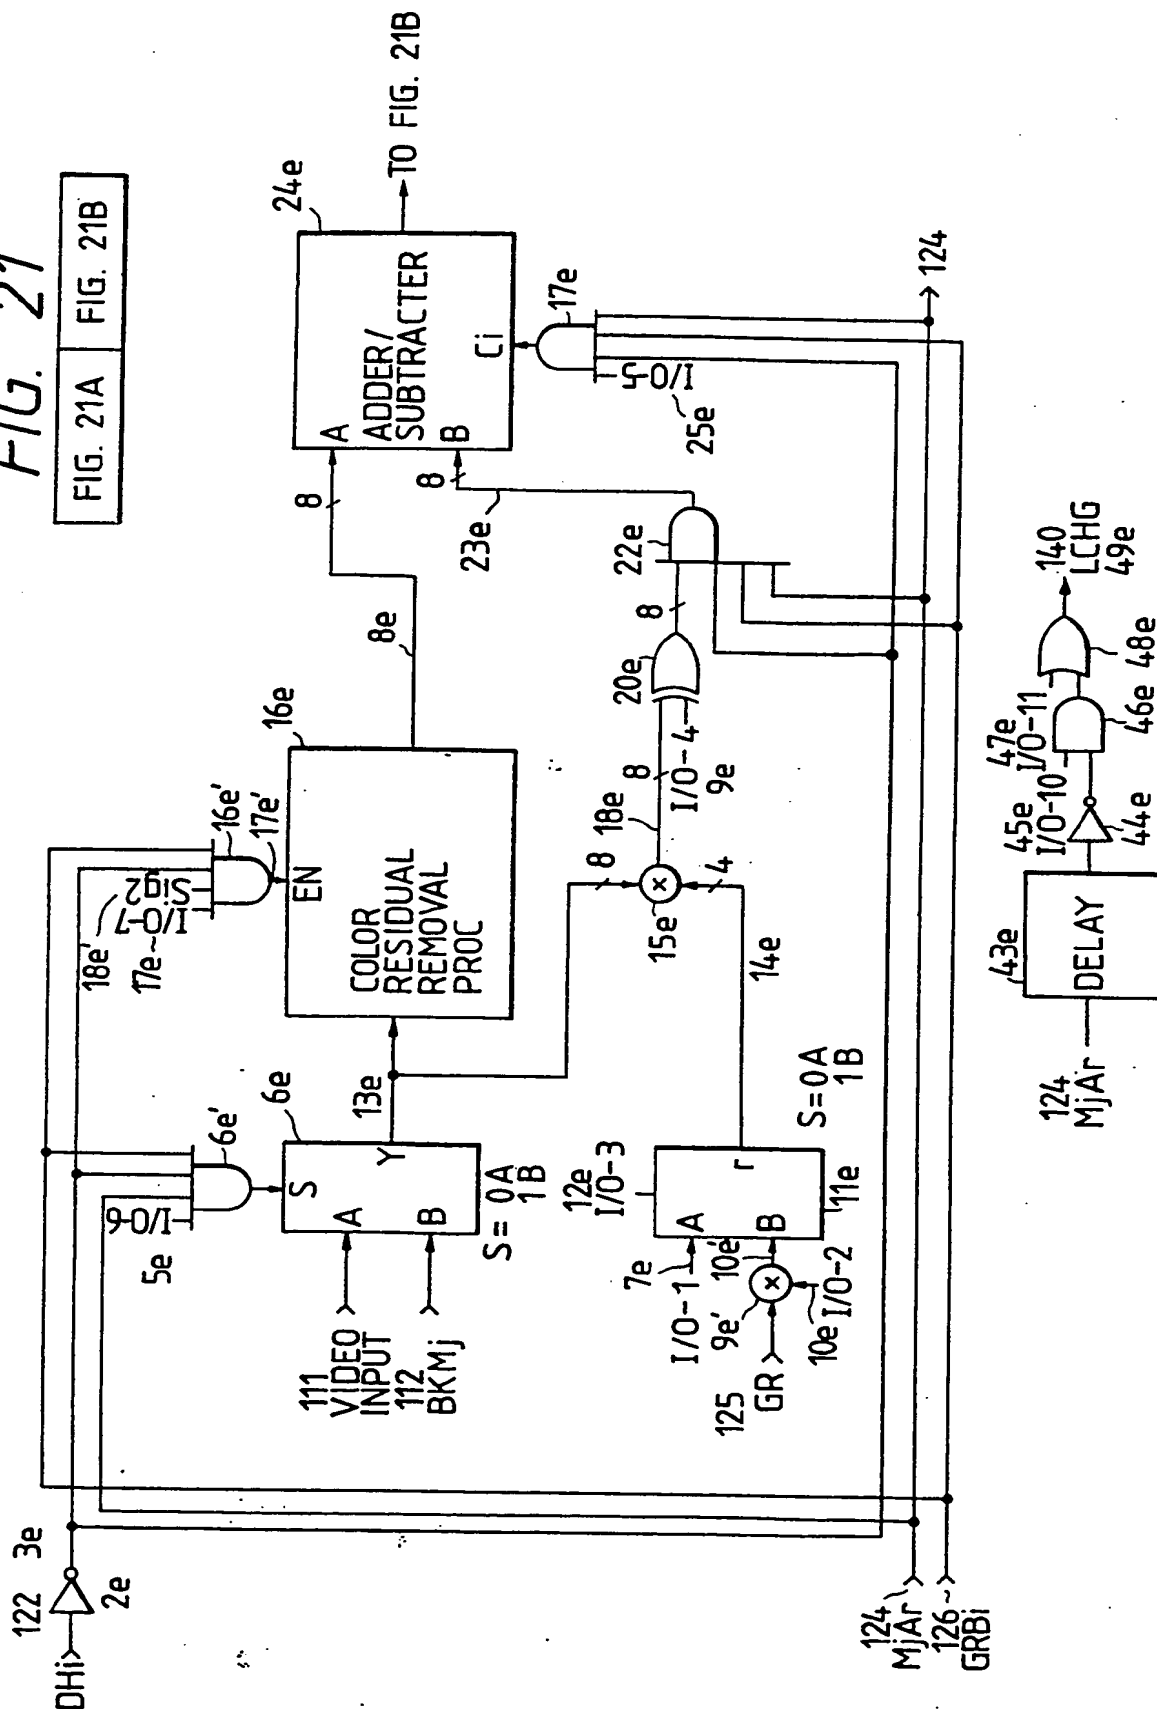 FIG. 21
FIG. 21A
FIG. 21B
DHi
122
3e
2e
5e
I/O-6
6e'
111
VIDEO
INPUT
112
BKMj
S
A
B
Y
6e
S= 0A
1B
13e
18e'
17e
I/O-7
Sig2
16e'
17e'
EN
COLOR
RESIDUAL
REMOVAL
PROC
16e
8e
8
A
ADDER/
SUBTRACTER
B
Ci
24e
TO FIG. 21B
8
23e
17e
I/O-5
25e
124
125
GR
9e'
10e
I/O-2
10e'
7e
I/O-1
A
B
r
12e
I/O-3
11e
S=0A
1B
14e
4
8
x
15e
x
18e
8
I/O-4
9e
20e
8
22e
124
MjAr
126
GRBi
124
MjAr
43e
DELAY
44e
45e
I/O-10
46e
47e
I/O-11
48e
140
LCHG
49e